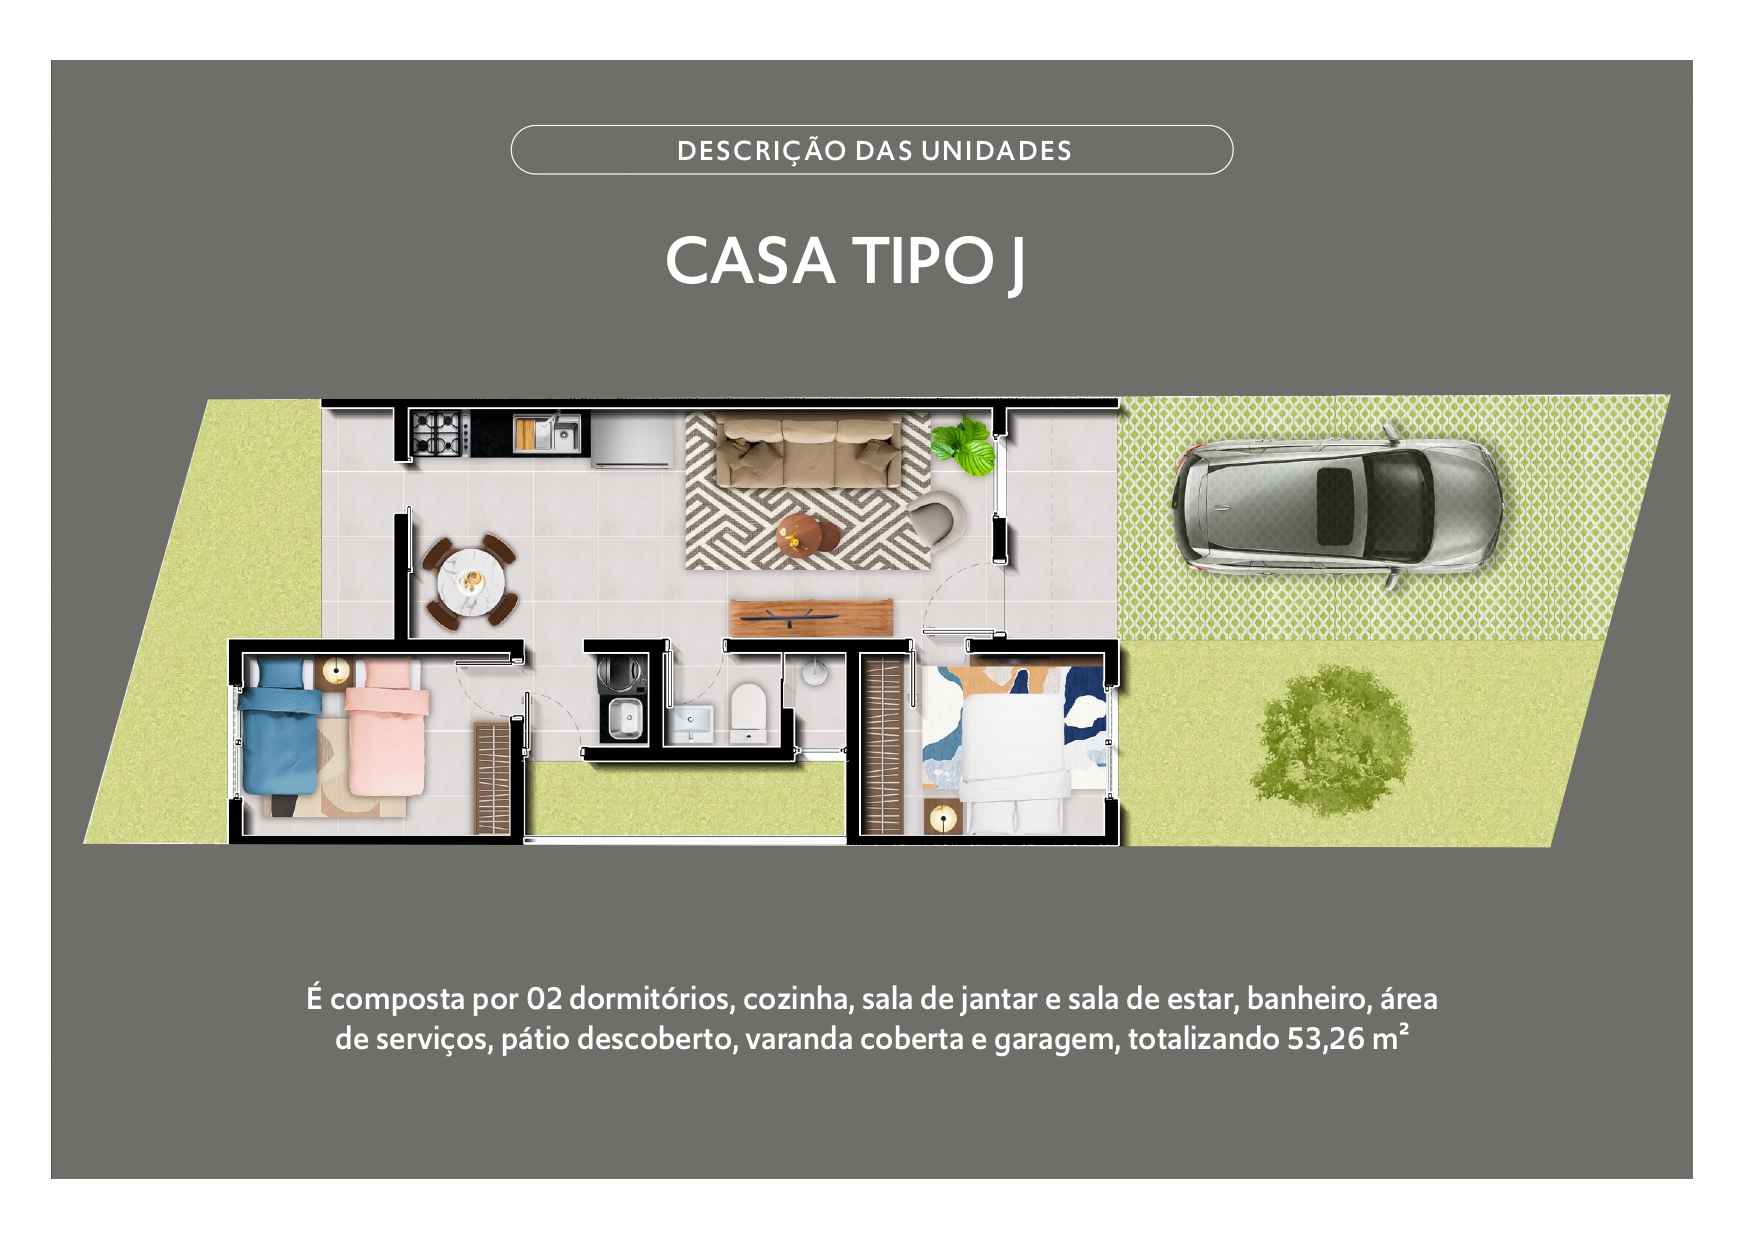 DESCRIÇÃO DAS UNIDADES
CASA TIPO J
É composta por 02 dormitórios, cozinha, sala de jantar e sala de estar, banheiro, área
de serviços, pátio descoberto, varanda coberta e garagem, totalizando 53,26 m²